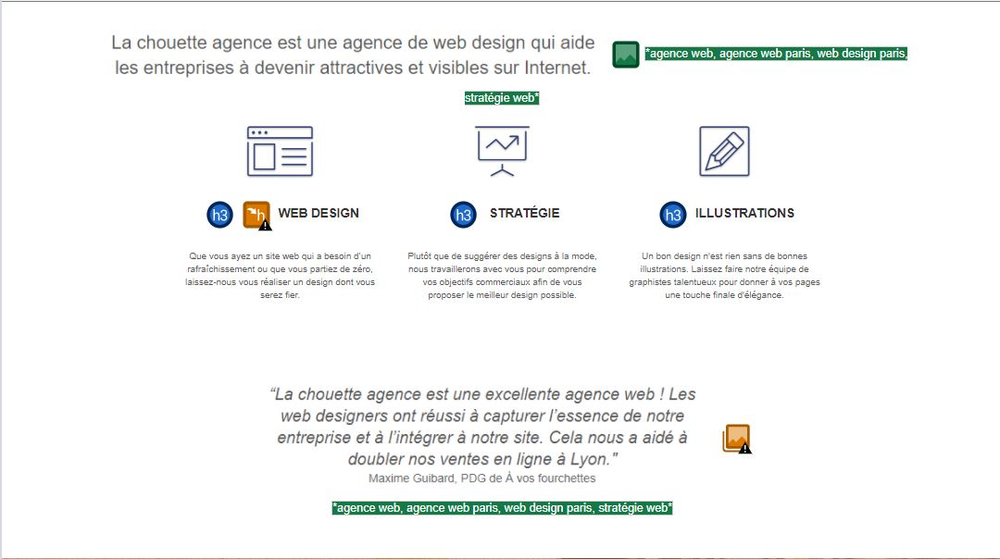 La chouette agence est une agence de web design qui aide
les entreprises à devenir attractives et visibles sur Internet.
*agence web, agence web paris, web design paris,
stratégie web*
h3
h
WEB DESIGN
h3
STRATÉGIE
h3
ILLUSTRATIONS
Que vous ayez un site web qui a besoin d'un
rafraîchissement ou que vous partiez de zéro,
laissez-nous vous réaliser un design dont vous
serez fier.
Plutôt que de suggérer des designs à la mode,
nous travaillerons avec vous pour comprendre
vos objectifs commerciaux afin de vous
proposer le meilleur design possible.
Un bon design n'est rien sans de bonnes
illustrations. Laissez faire notre équipe de
graphistes talentueux pour donner à vos pages
une touche finale d'élégance.
“La chouette agence est une excellente agence web ! Les
web designers ont réussi à capturer l’essence de notre
entreprise et à l’intégrer à notre site. Cela nous a aidé à
doubler nos ventes en ligne à Lyon."
Maxime Guibard, PDG de À vos fourchettes
*agence web, agence web paris, web design paris, stratégie web*